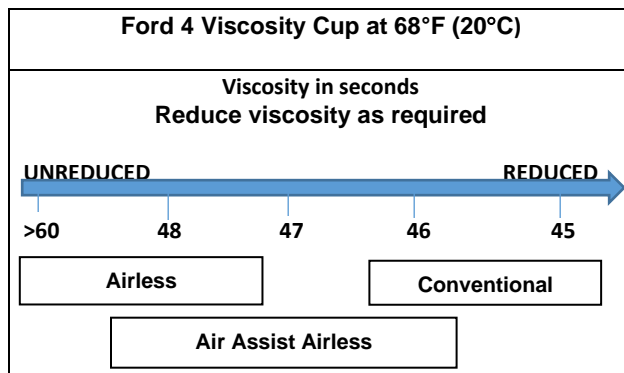 Ford 4 Viscosity Cup at 68°F (20°C)
Viscosity in seconds
Reduce viscosity as required
UNREDUCED REDUCED
>60 48 47 46 45
Airless Conventional
Air Assist Airless